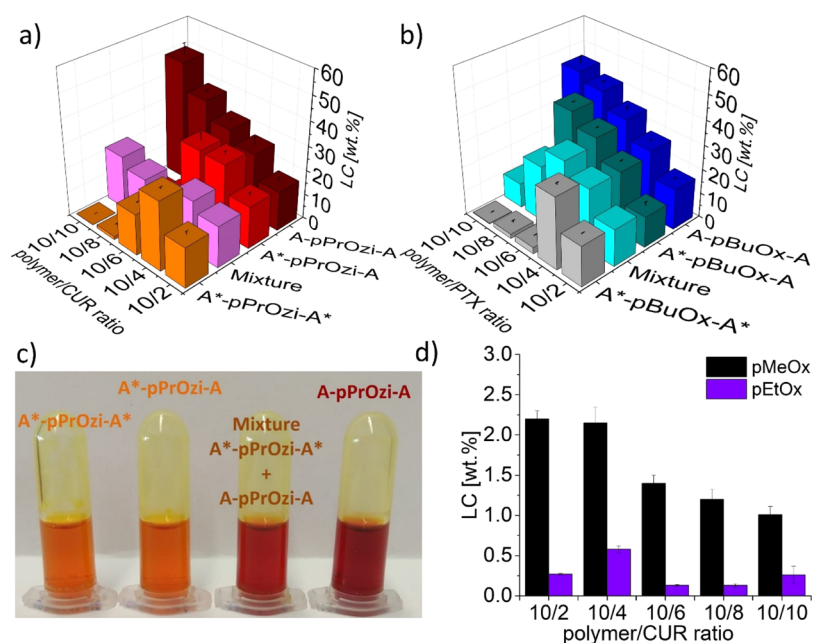 a)
60
50
40
30
20
10
0
LC [wt.%]
10/10
10/8
10/6
10/4
10/2
polymer/CUR ratio
A-pPrOzi-A
A*-pPrOzi-A
Mixture
A*-pPrOzi-A*
b)
60
50
40
30
20
10
0
LC [wt.%]
10/10
10/8
10/6
10/4
10/2
polymer/PTX ratio
A-pBuOx-A
A*-pBuOx-A
Mixture
A*-pBuOx-A*
c)
A*-pPrOzi-A*
A*-pPrOzi-A
Mixture
A*-pPrOzi-A*
+
A-pPrOzi-A
A-pPrOzi-A
d)
3.0
2.5
2.0
1.5
1.0
0.5
0.0
LC [wt.%]
pMeOx
pEtOx
10/2 10/4 10/6 10/8 10/10
polymer/CUR ratio